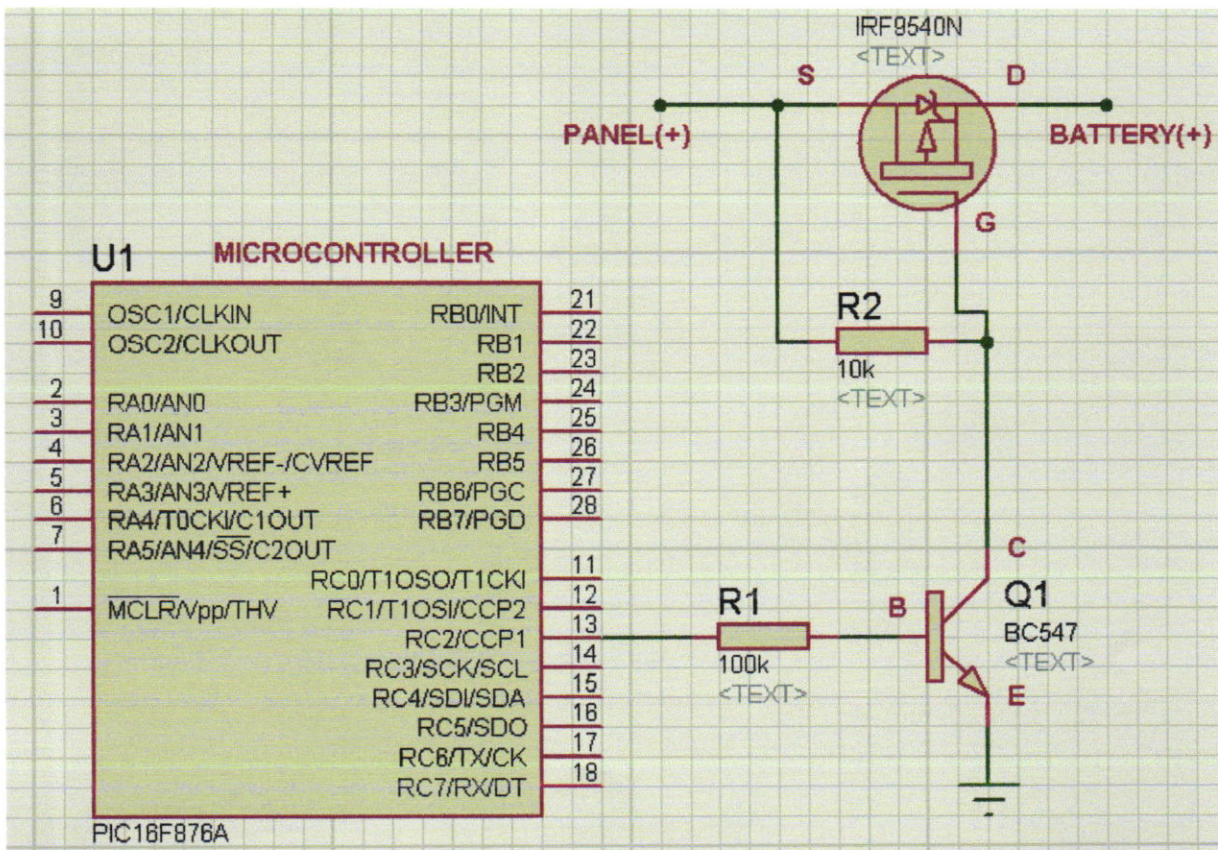 IRF9540N
<TEXT>
S
D
PANEL(+)
BATTERY(+)
G
U1
MICROCONTROLLER
9
OSC1/CLKIN
RB0/INT
21
10
OSC2/CLKOUT
RB1
22
RB2
23
2
RA0/AN0
RB3/PGM
24
3
RA1/AN1
RB4
25
4
RA2/AN2/VREF-/CVREF
RB5
26
5
RA3/AN3/VREF+
RB6/PGC
27
6
RA4/T0CKI/C1OUT
RB7/PGD
28
7
RA5/AN4/SS/C2OUT
RC0/T1OSO/T1CKI
11
1
MCLR/Vpp/THV
RC1/T1OSI/CCP2
12
RC2/CCP1
13
RC3/SCK/SCL
14
RC4/SDI/SDA
15
RC5/SDO
16
RC6/TX/CK
17
RC7/RX/DT
18
PIC16F876A
R2
10k
<TEXT>
R1
100k
<TEXT>
C
B
Q1
BC547
<TEXT>
E